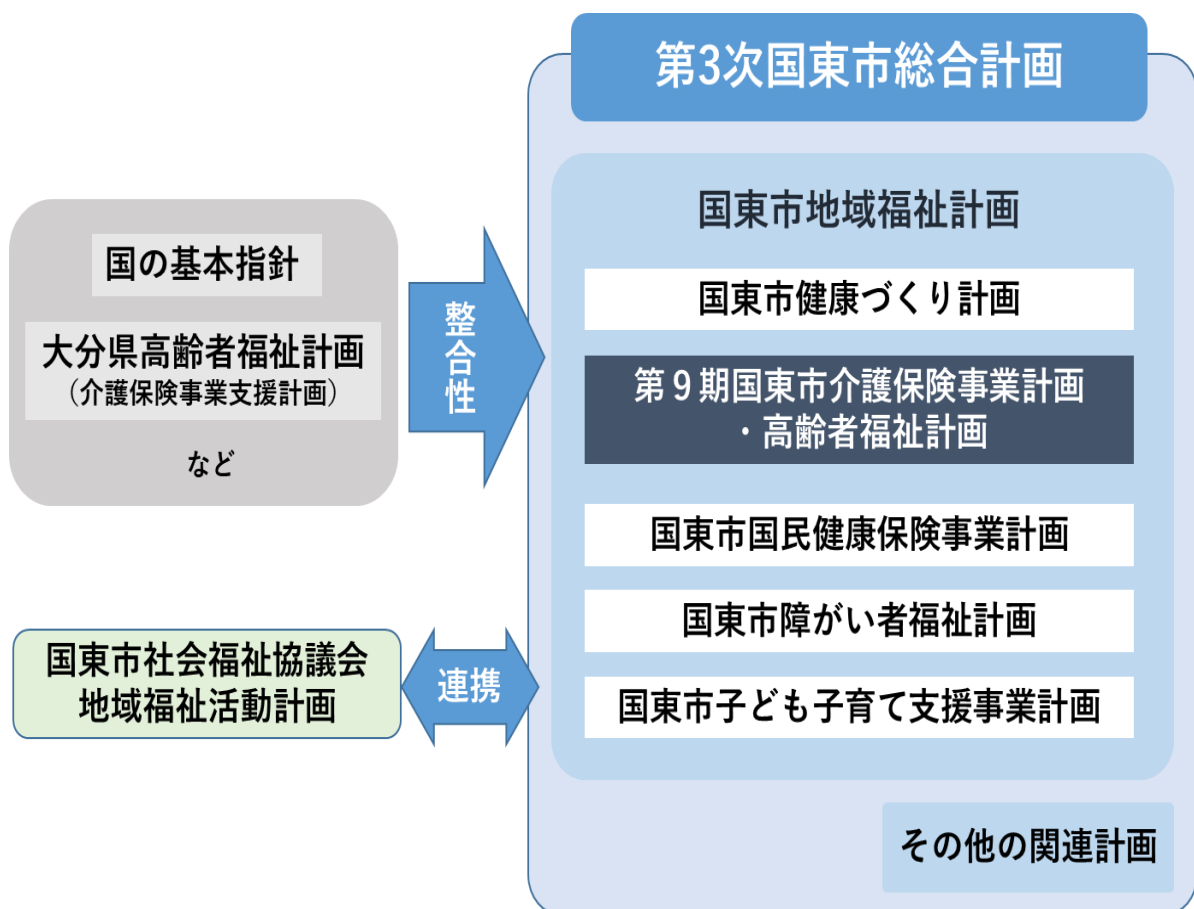 第3次国東市総合計画
国東市地域福祉計画
国の基本指針
国東市健康づくり計画
整合性
大分県高齢者福祉計画
（介護保険事業支援計画）
第９期国東市介護保険事業計画
・高齢者福祉計画
など
国東市国民健康保険事業計画
国東市障がい者福祉計画
国東市社会福祉協議会
地域福祉活動計画
連携
国東市子ども子育て支援事業計画
その他の関連計画